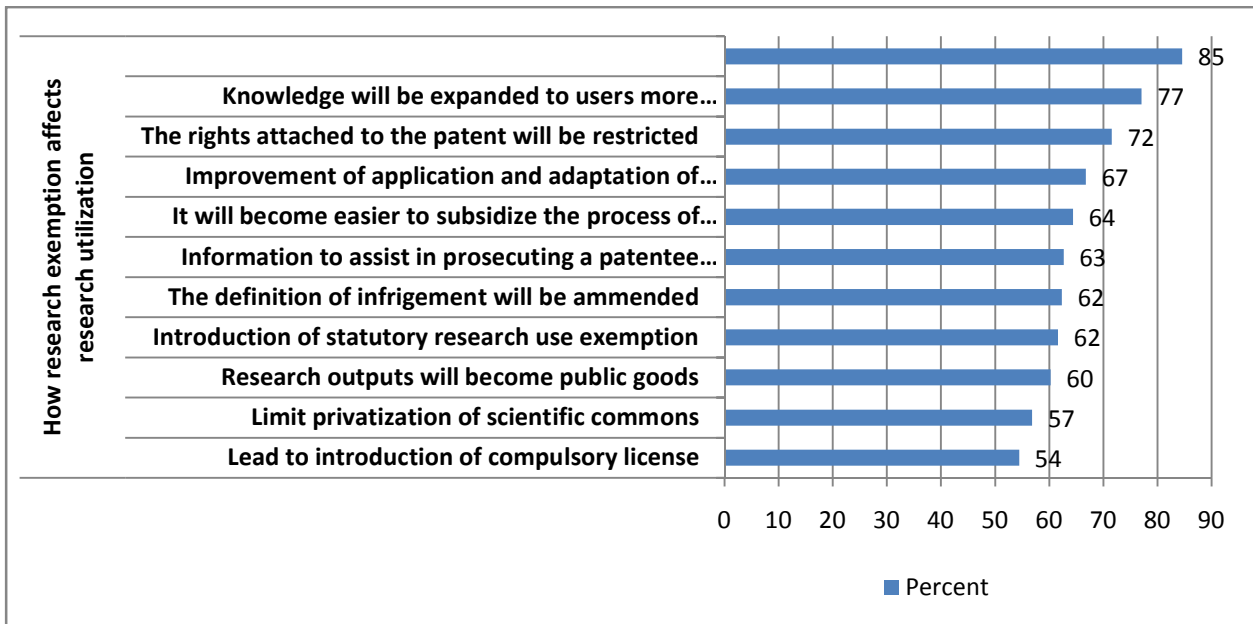 How research exemption affects
research utilization
85
Knowledge will be expanded to users more... 77
The rights attached to the patent will be restricted 72
Improvement of application and adaptation of... 67
It will become easier to subsidize the process of... 64
Information to assist in prosecuting a patentee... 63
The definition of infrigement will be ammended 62
Introduction of statutory research use exemption 62
Research outputs will become public goods 60
Limit privatization of scientific commons 57
Lead to introduction of compulsory license 54
0 10 20 30 40 50 60 70 80 90
Percent